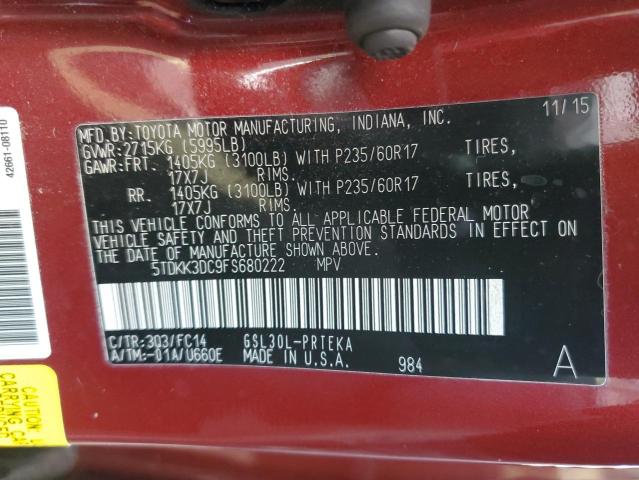 MFD.BY:TOYOTA MOTOR MANUFACTURING, INDIANA, INC. 11/15
GVWR:2715KG (5995LB)
GAWR:FRT. 1405KG (3100LB) WITH P235/60R17 TIRES,
17X7J RIMS.
RR. 1405KG (3100LB) WITH P235/60R17 TIRES,
17X7J RIMS.
THIS VEHICLE CONFORMS TO ALL APPLICABLE FEDERAL MOTOR
VEHICLE SAFETY AND THEFT PREVENTION STANDARDS IN EFFECT ON
THE DATE OF MANUFACTURE SHOWN ABOVE.
5TDKK3DC9FS680222 MPV
C/TR:3Q3/FC14 GSL30L-PRTEKA
A/TM:-01A/U660E MADE IN U.S.A. 984 A
42661-08110
CAUTION
CARRYING